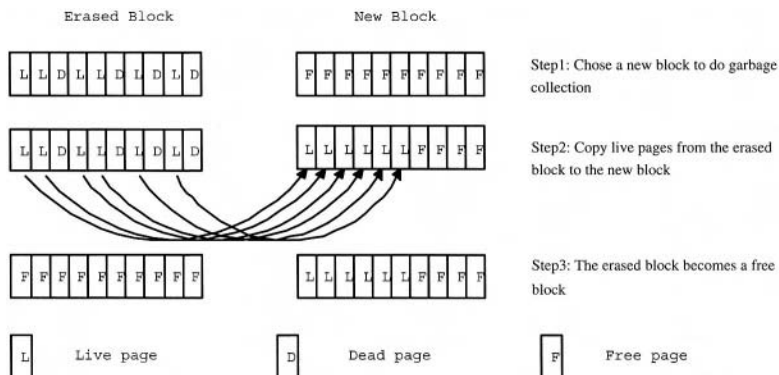 Erased Block
New Block
L L D L L D L D L D
F F F F F F F F F F
Step1: Chose a new block to do garbage
collection
L L D L L D L D L D
L L L L L L F F F F
Step2: Copy live pages from the erased
block to the new block
F F F F F F F F F F
L L L L L L F F F F
Step3: The erased block becomes a free
block
L Live page
D Dead page
F Free page